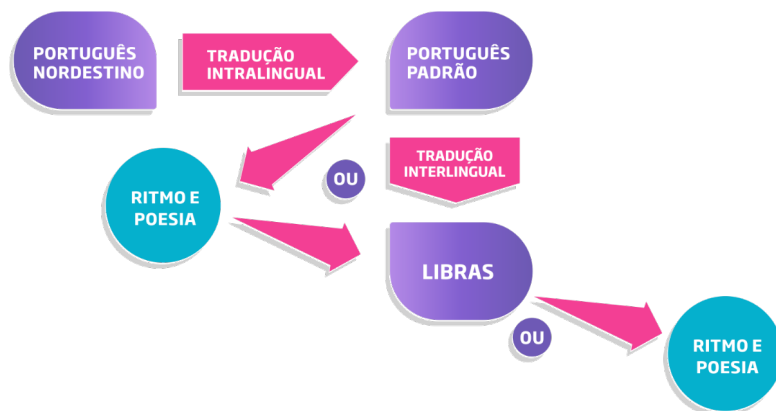 PORTUGUÊS
NORDESTINO
TRADUÇÃO
INTRALINGUAL
PORTUGUÊS
PADRÃO
TRADUÇÃO
INTERLINGUAL
OU
RITMO E
POESIA
LIBRAS
OU
RITMO E
POESIA